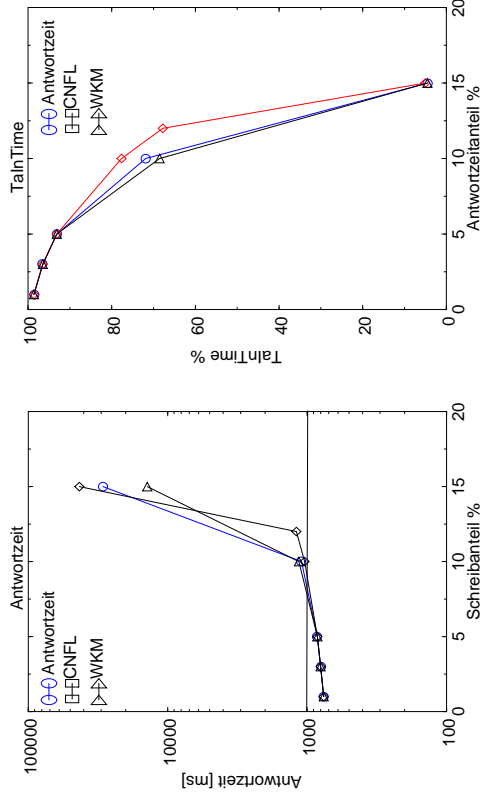 Antwortzeit
Antwortzeit
CNFL
WKM
100000
10000
1000
100
Antwortzeit [ms]
0
5
10
15
20
Schreibanteil %
TaInTime
Antwortzeit
CNFL
WKM
100
80
60
40
20
0
TaInTime %
0
5
10
15
20
Antwortzeitanteil %